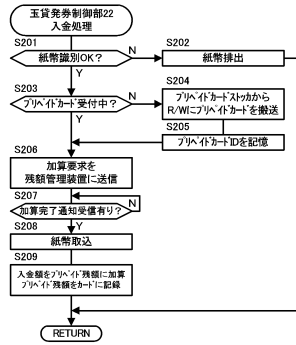 玉貸発券制御部22
入金処理
S201
紙幣識別OK?
N
S202
紙幣排出
Y
S203
プリペイドカード受付中?
N
S204
プリペイドカードストッカから
R/Wにプリペイドカードを搬送
Y
S205
プリペイドカードIDを記憶
S206
加算要求を
残額管理装置に送信
S207
加算完了通知受信有り?
N
Y
S208
紙幣取込
S209
入金額をプリペイド残額に加算
プリペイド残額をカードに記録
RETURN